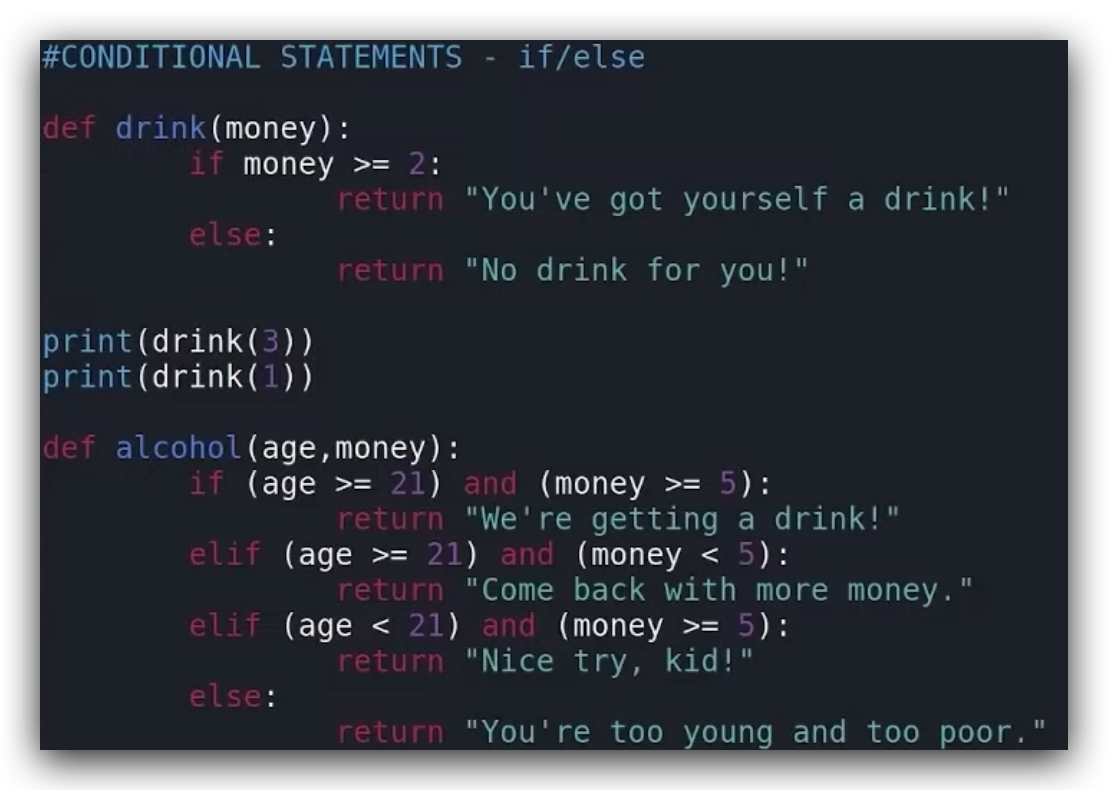 #CONDITIONAL STATEMENTS - if/else
def drink(money):
if money >= 2:
return "You've got yourself a drink!"
else:
return "No drink for you!"
print(drink(3))
print(drink(1))
def alcohol(age,money):
if (age >= 21) and (money >= 5):
return "We're getting a drink!"
elif (age >= 21) and (money < 5):
return "Come back with more money."
elif (age < 21) and (money >= 5):
return "Nice try, kid!"
else:
return "You're too young and too poor."